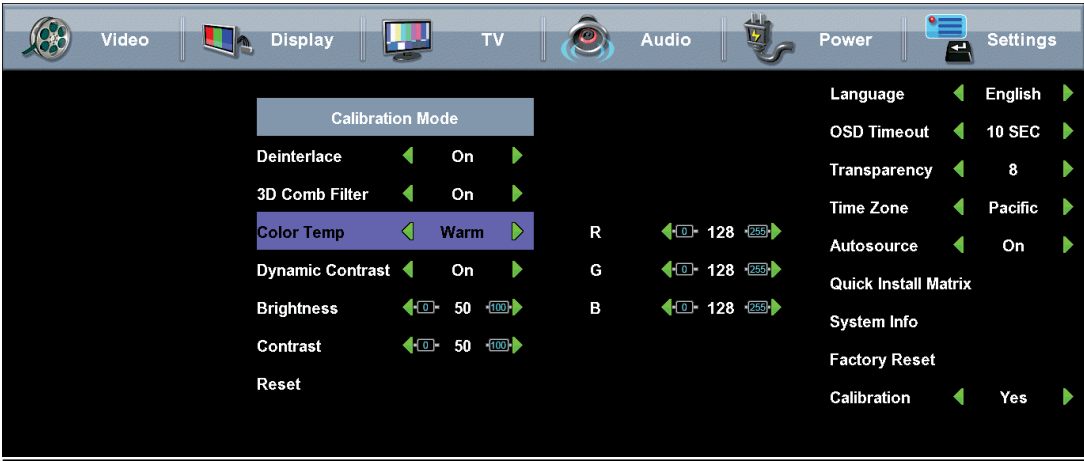 Video Display TV Audio Power Settings
Calibration Mode
Deinterlace On
3D Comb Filter On
Color Temp Warm
Dynamic Contrast On
Brightness 0 50 100
Contrast 0 50 100
Reset
R 0 128 255
G 0 128 255
B 0 128 255
Language English
OSD Timeout 10 SEC
Transparency 8
Time Zone Pacific
Autosource On
Quick Install Matrix
System Info
Factory Reset
Calibration Yes